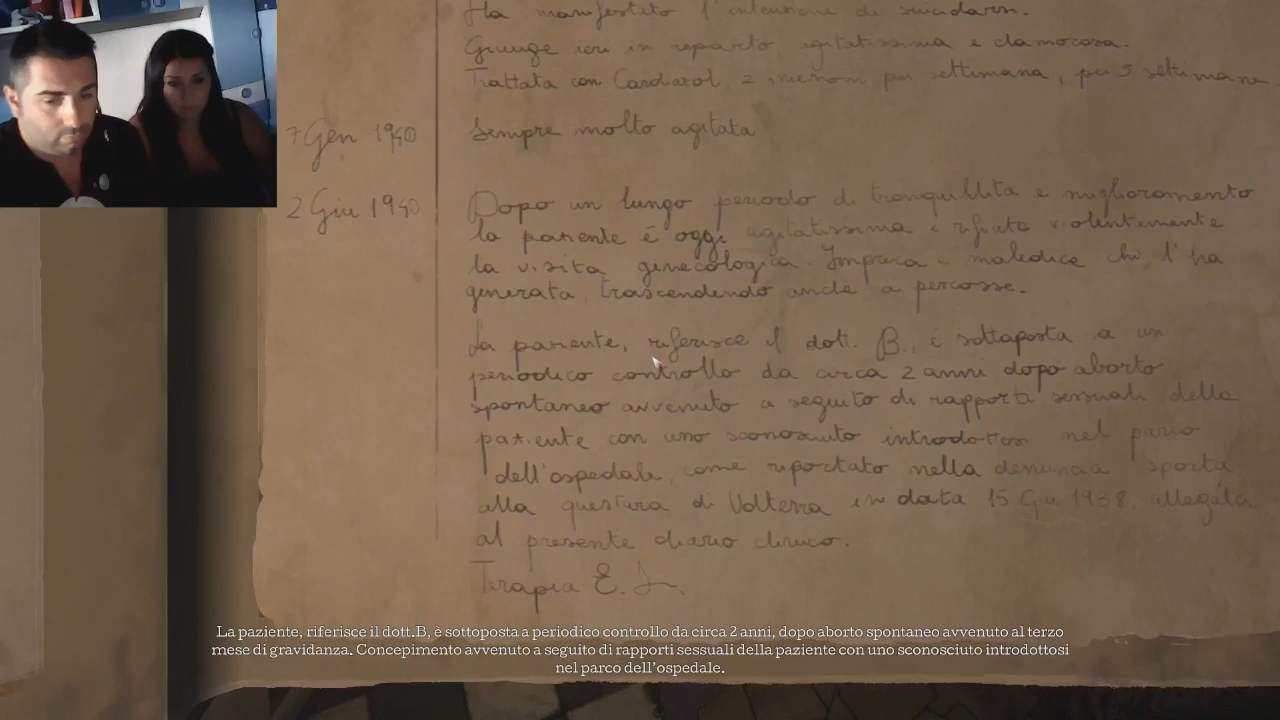 Ha manifestato l'intenzione di suicidarsi.
Giunge ieri in reparto agitatissima e clamorosa.
Trattata con Cardiazol, 2 iniezioni per settimana, per 3 settimane.
7 Gen 1940
Sempre molto agitata
2 Giu 1940
Dopo un lungo periodo di tranquillità e miglioramento
la paziente é oggi agitatissima e rifiuta violentemente
la visita ginecologica. Impreca e maledice chi l'ha
generata, trascendendo anche a percosse.
La paziente, riferisce il dott. B., é sottoposta a un
periodico controllo da circa 2 anni dopo aborto
spontaneo avvenuto a seguito di rapporti sessuali della
paziente con uno sconosciuto introdottosi nel parco
dell'ospedale, come riportato nella denuncia sporta
alla questura di Volterra in data 15 Giu 1938, allegata
al presente diario clinico.
Terapia E.
La paziente, riferisce il dott.B, è sottoposta a periodico controllo da circa 2 anni, dopo aborto spontaneo avvenuto al terzo
mese di gravidanza. Concepimento avvenuto a seguito di rapporti sessuali della paziente con uno sconosciuto introdottosi
nel parco dell'ospedale.